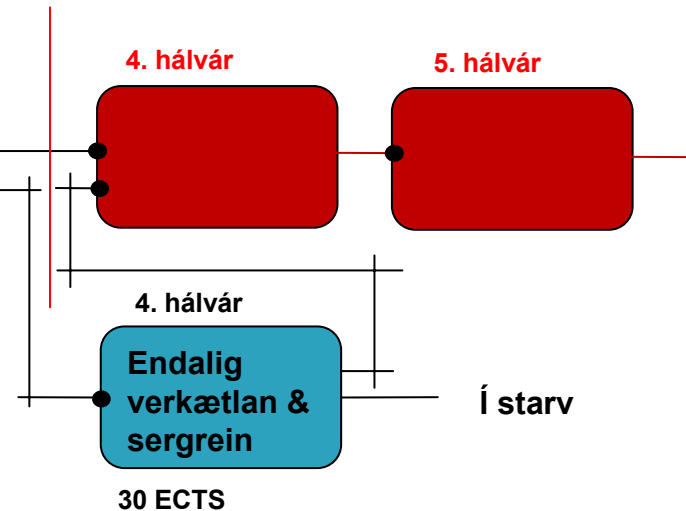 4. hálvár
5. hálvár
4. hálvár
Endalig
verkætlan &
sergrein
Í starv
30 ECTS